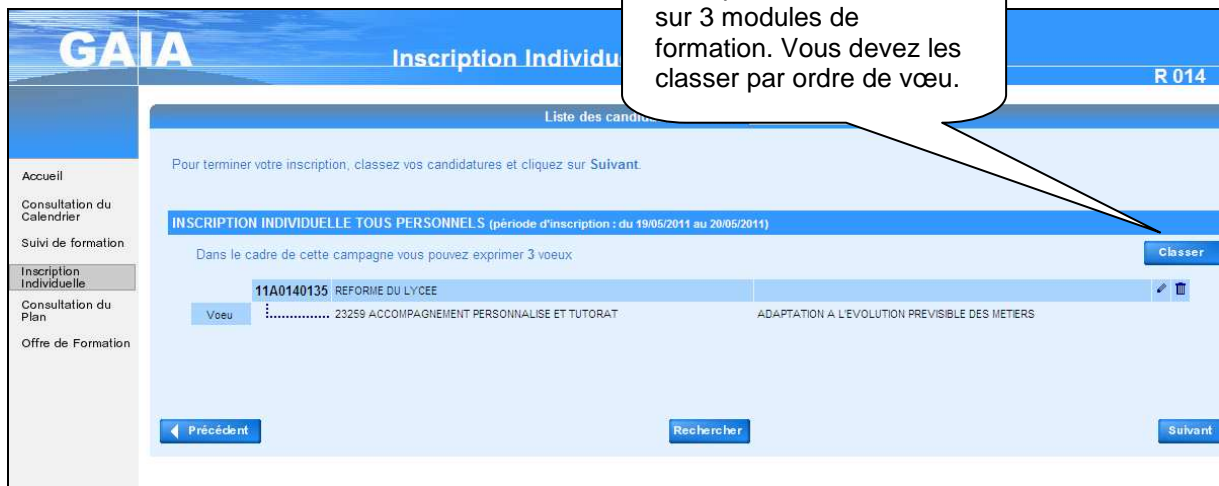 sur 3 modules de
formation. Vous devez les
classer par ordre de vœu.
GAIA
Inscription Individu
R 014
Liste des candid
Pour terminer votre inscription, classez vos candidatures et cliquez sur Suivant.
Accueil
Consultation du
Calendrier
Suivi de formation
Inscription
Individuelle
Consultation du
Plan
Offre de Formation
INSCRIPTION INDIVIDUELLE TOUS PERSONNELS (période d'inscription : du 19/05/2011 au 20/05/2011)
Dans le cadre de cette campagne vous pouvez exprimer 3 voeux
Classer
11A0140135 REFORME DU LYCEE
Voeu 23259 ACCOMPAGNEMENT PERSONNALISE ET TUTORAT ADAPTATION A L'EVOLUTION PREVISIBLE DES METIERS
Précédent
Rechercher
Suivant